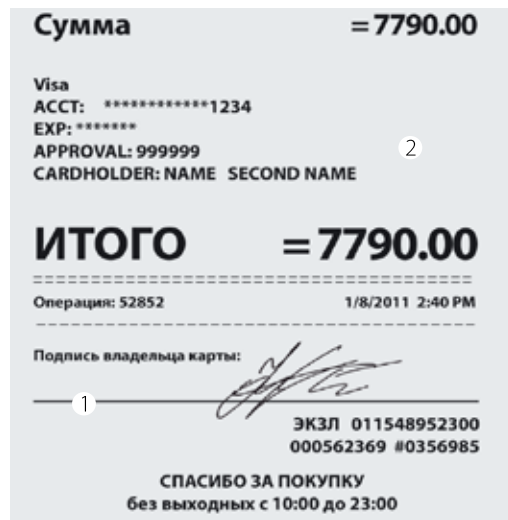 Сумма =7790.00
Visa
ACCT: ************1234
EXP: *******
APPROVAL: 999999
2
CARDHOLDER: NAME SECOND NAME
ИТОГО =7790.00
==========================================
Операция: 52852 1/8/2011 2:40 PM
------------------------------------------
Подпись владельца карты:
1
ЭКЗЛ 011548952300
000562369 #0356985
СПАСИБО ЗА ПОКУПКУ
без выходных с 10:00 до 23:00